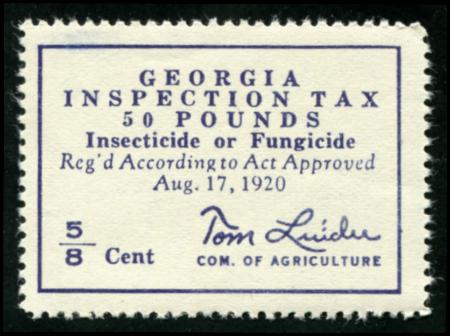 GEORGIA
INSPECTION TAX
50 POUNDS
Insecticide or Fungicide
Reg'd According to Act Approved
Aug. 17, 1920
5/8 Cent
Tom Linder
COM. OF AGRICULTURE